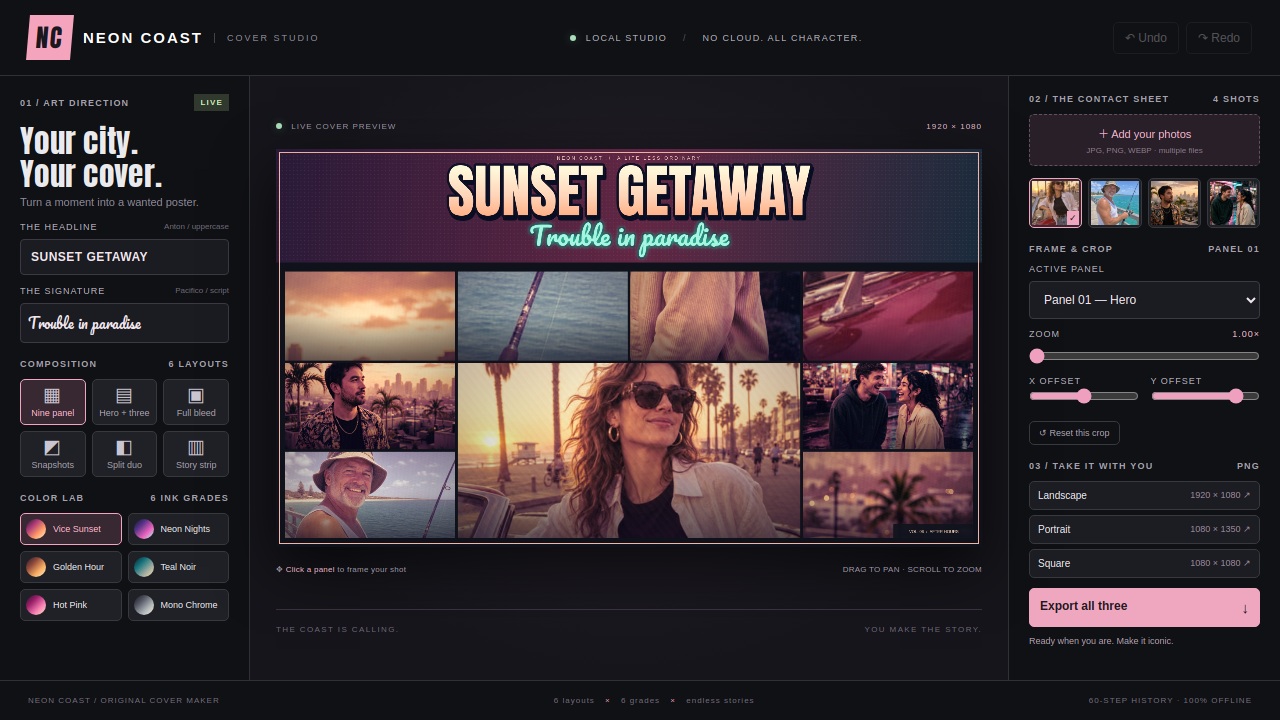 NC NEON COAST | COVER STUDIO
LOCAL STUDIO / NO CLOUD. ALL CHARACTER.
↶ Undo ↷ Redo
01 / ART DIRECTION LIVE
Your city.
Your cover.
Turn a moment into a wanted poster.
THE HEADLINE Anton / uppercase
SUNSET GETAWAY
THE SIGNATURE Pacifico / script
Trouble in paradise
COMPOSITION 6 LAYOUTS
Nine panel Hero + three Full bleed
Snapshots Split duo Story strip
COLOR LAB 6 INK GRADES
Vice Sunset Neon Nights
Golden Hour Teal Noir
Hot Pink Mono Chrome
LIVE COVER PREVIEW 1920 × 1080
NEON COAST / A LIFE LESS ORDINARY
SUNSET GETAWAY
Trouble in paradise
✥ Click a panel to frame your shot DRAG TO PAN · SCROLL TO ZOOM
THE COAST IS CALLING. YOU MAKE THE STORY.
02 / THE CONTACT SHEET 4 SHOTS
+ Add your photos
JPG, PNG, WEBP · multiple files
FRAME & CROP PANEL 01
ACTIVE PANEL
Panel 01 — Hero
ZOOM 1.00×
X OFFSET Y OFFSET
↺ Reset this crop
03 / TAKE IT WITH YOU PNG
Landscape 1920 × 1080 ↗
Portrait 1080 × 1350 ↗
Square 1080 × 1080 ↗
Export all three ↓
Ready when you are. Make it iconic.
NEON COAST / ORIGINAL COVER MAKER
6 layouts × 6 grades × endless stories
60-STEP HISTORY · 100% OFFLINE